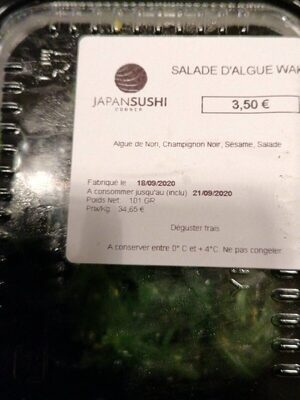 SALADE D'ALGUE WAK
JAPANSUSHI
CORNER
3,50 €
Algue de Nori, Champignon Noir, Sésame, Salade
Fabriqué le : 18/09/2020
A consommer jusqu'au (inclu) 21/09/2020
Poids Net: 101 GR
Prix/kg: 34,65 €
Déguster frais
A conserver entre 0° C et + 4°C. Ne pas congeler